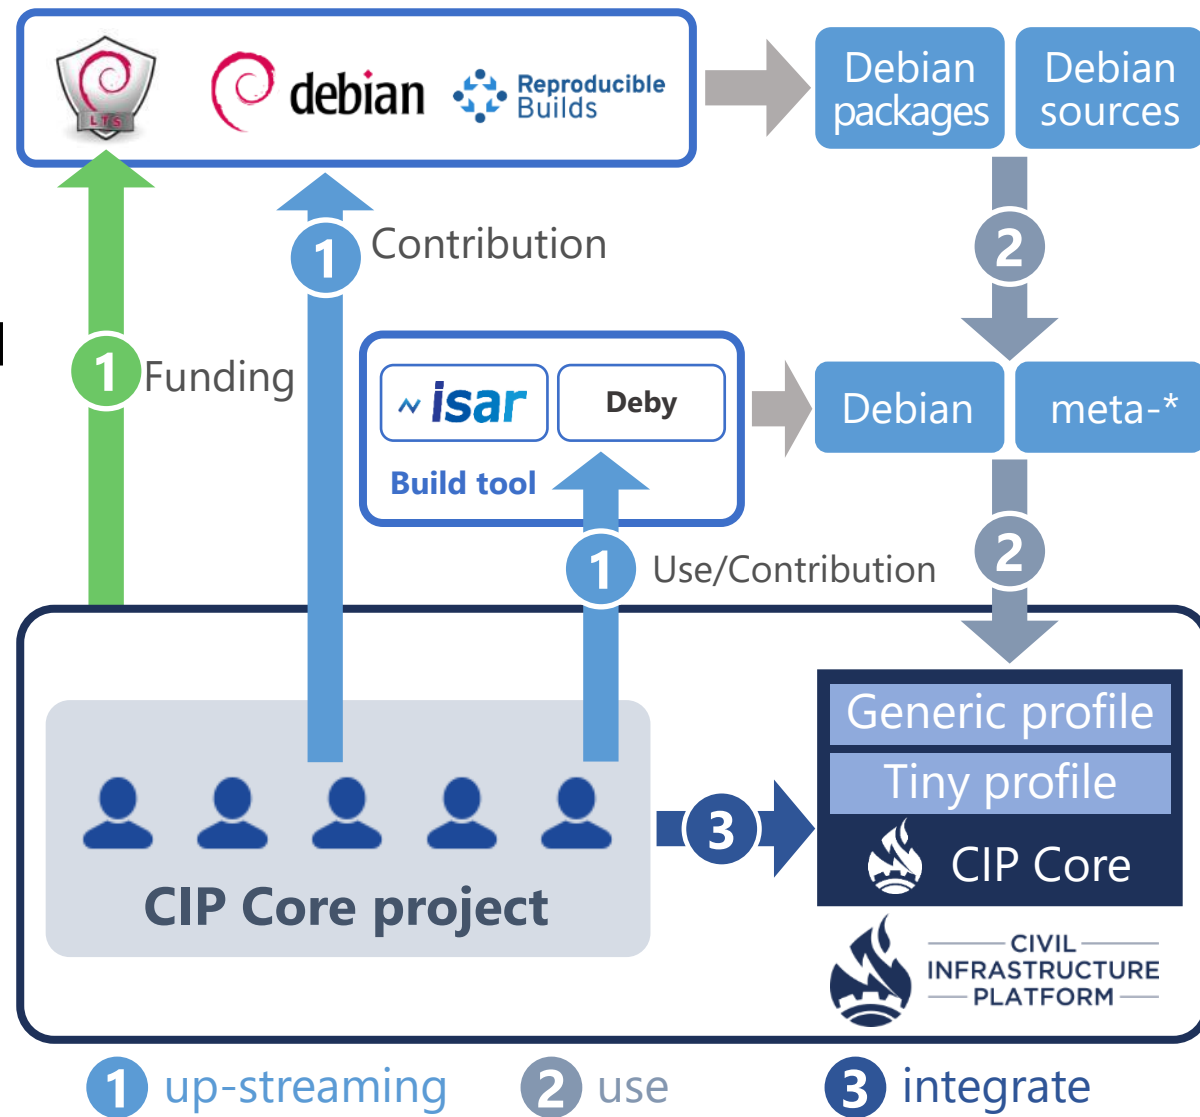 LTS
debian
Reproducible
Builds
Debian
packages
Debian
sources
1
Contribution
2
1
Funding
isar
Deby
Build tool
Debian
meta-*
1
Use/Contribution
2
Generic profile
Tiny profile
3
CIP Core
CIP Core project
CIVIL
INFRASTRUCTURE
PLATFORM
1 up-streaming
2 use
3 integrate